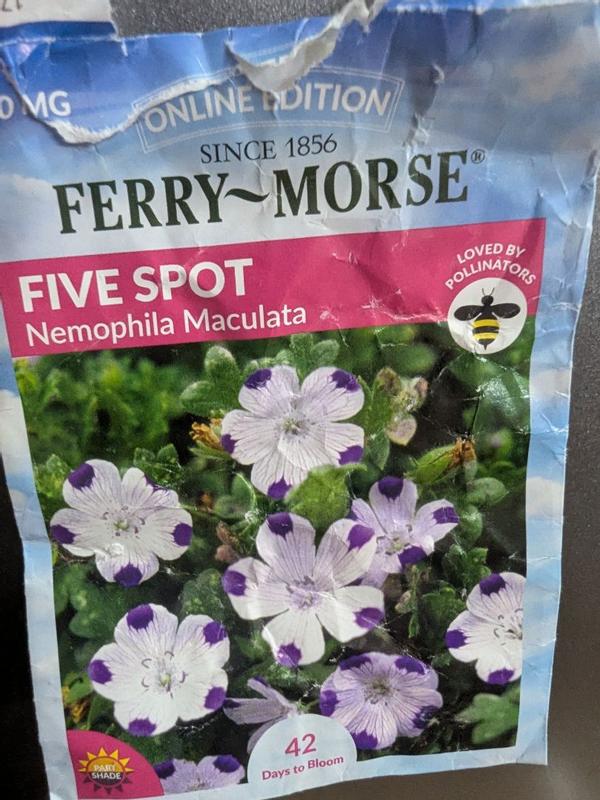 0 MG
ONLINE EDITION
SINCE 1856
FERRY~MORSE®
FIVE SPOT
Nemophila Maculata
LOVED BY
POLLINATORS
PART
SHADE
42
Days to Bloom